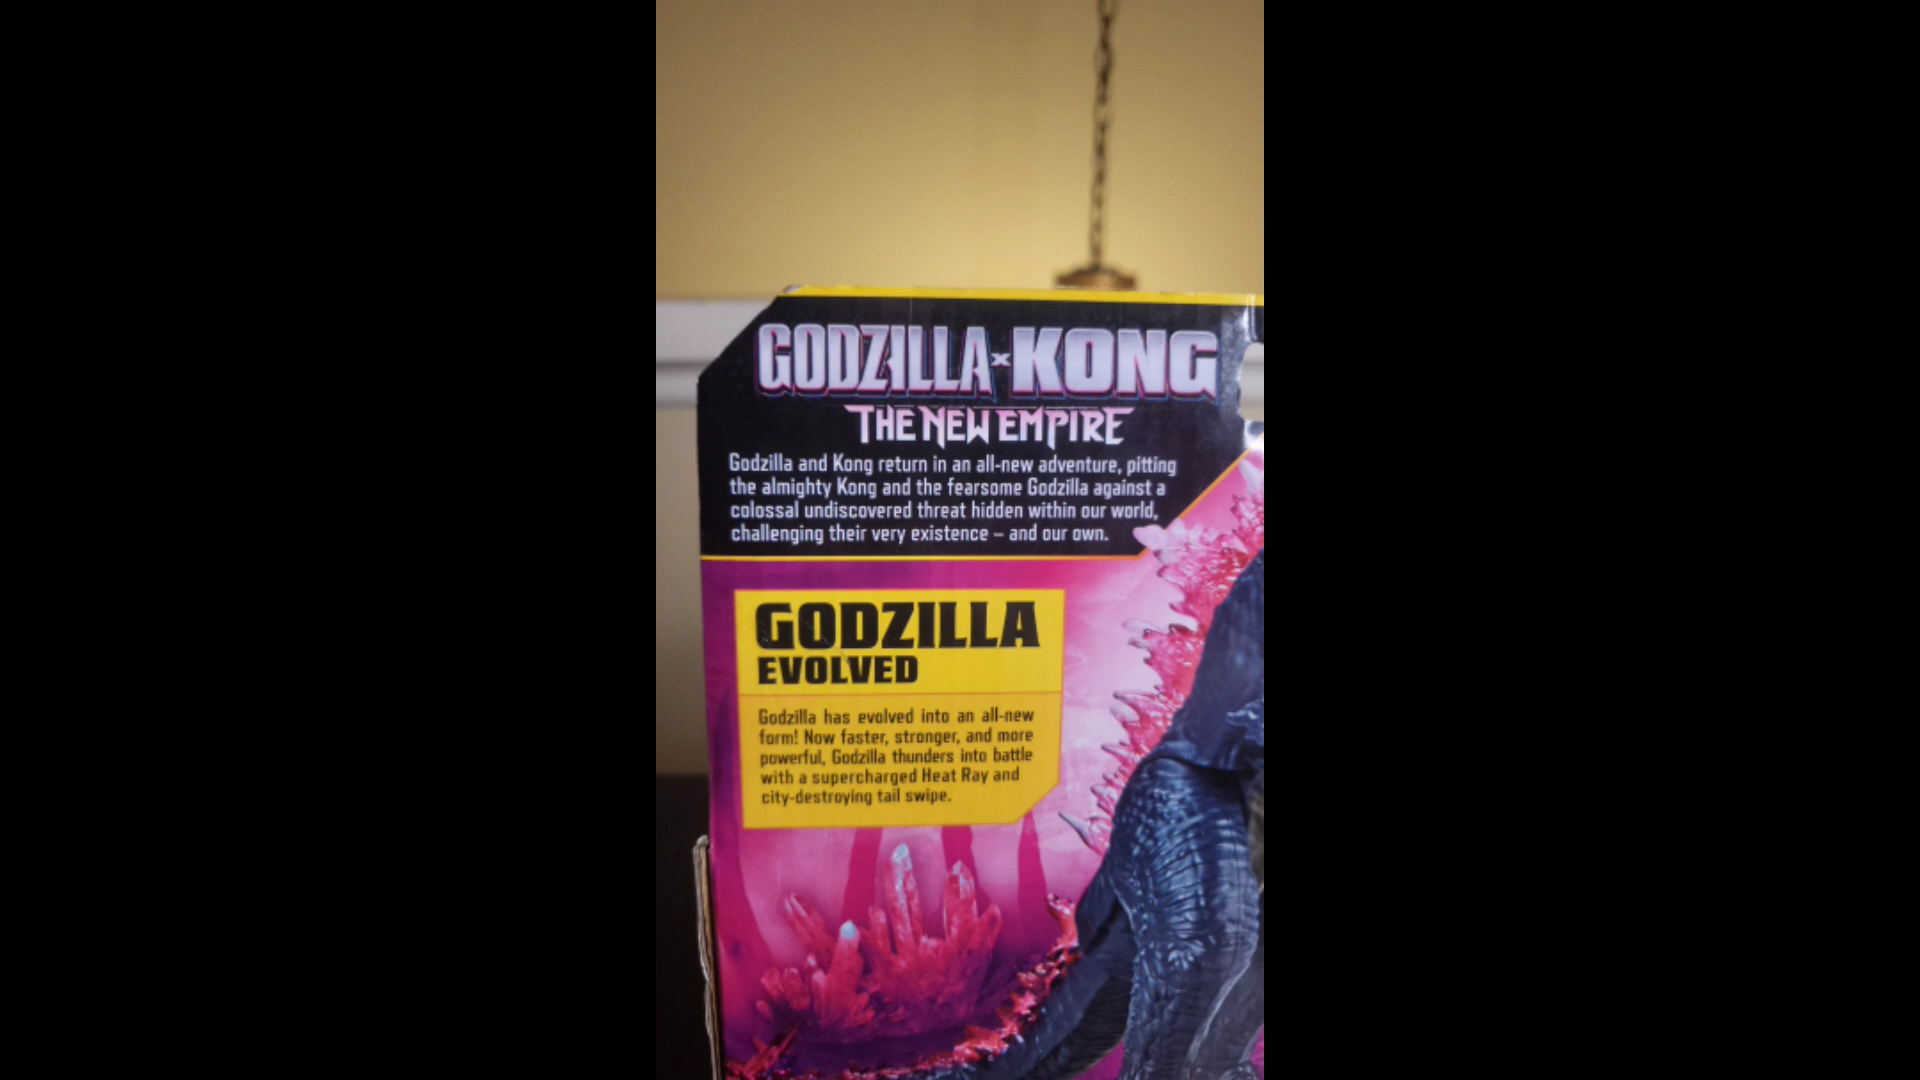 GODZILLA x KONG
THE NEW EMPIRE
Godzilla and Kong return in an all-new adventure, pitting
the almighty Kong and the fearsome Godzilla against a
colossal undiscovered threat hidden within our world,
challenging their very existence – and our own.
GODZILLA
EVOLVED
Godzilla has evolved into an all-new
form! Now faster, stronger, and more
powerful, Godzilla thunders into battle
with a supercharged Heat Ray and
city-destroying tail swipe.